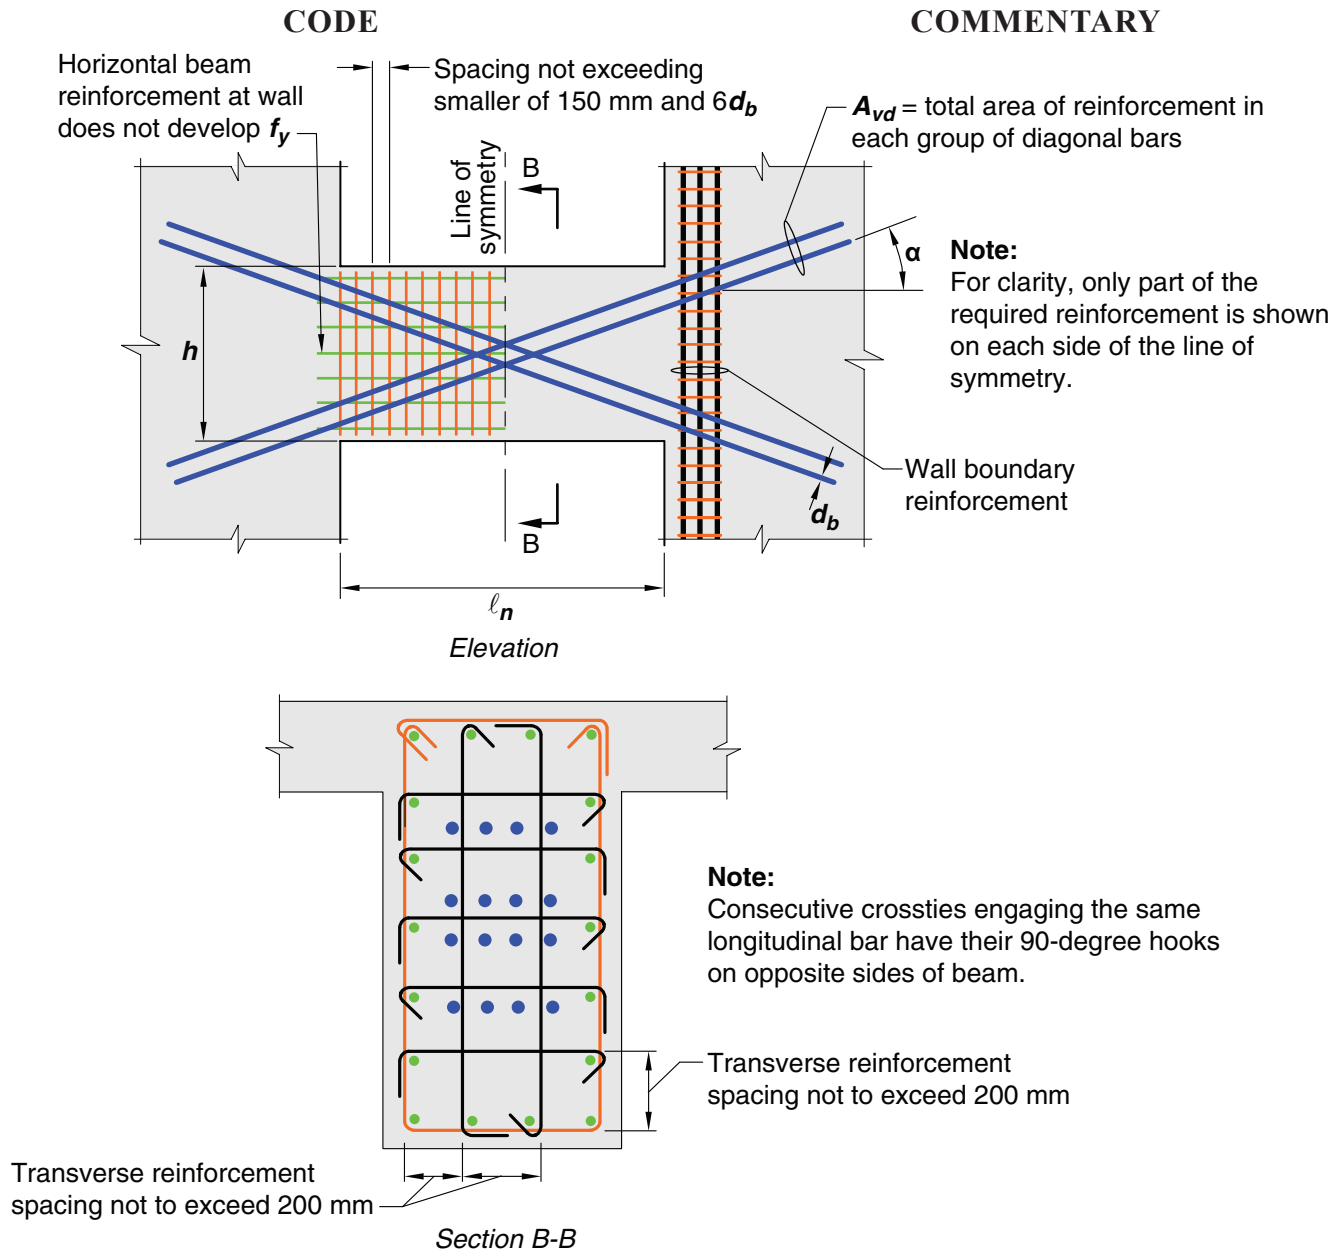 CODE
COMMENTARY
Horizontal beam
reinforcement at wall
does not develop fy
Spacing not exceeding
smaller of 150 mm and 6db
Avd = total area of reinforcement in
each group of diagonal bars
Line of
symmetry
B
α
Note:
For clarity, only part of the
required reinforcement is shown
on each side of the line of
symmetry.
h
Wall boundary
reinforcement
db
B
ℓn
Elevation
Note:
Consecutive crossties engaging the same
longitudinal bar have their 90-degree hooks
on opposite sides of beam.
Transverse reinforcement
spacing not to exceed 200 mm
Transverse reinforcement
spacing not to exceed 200 mm
Section B-B